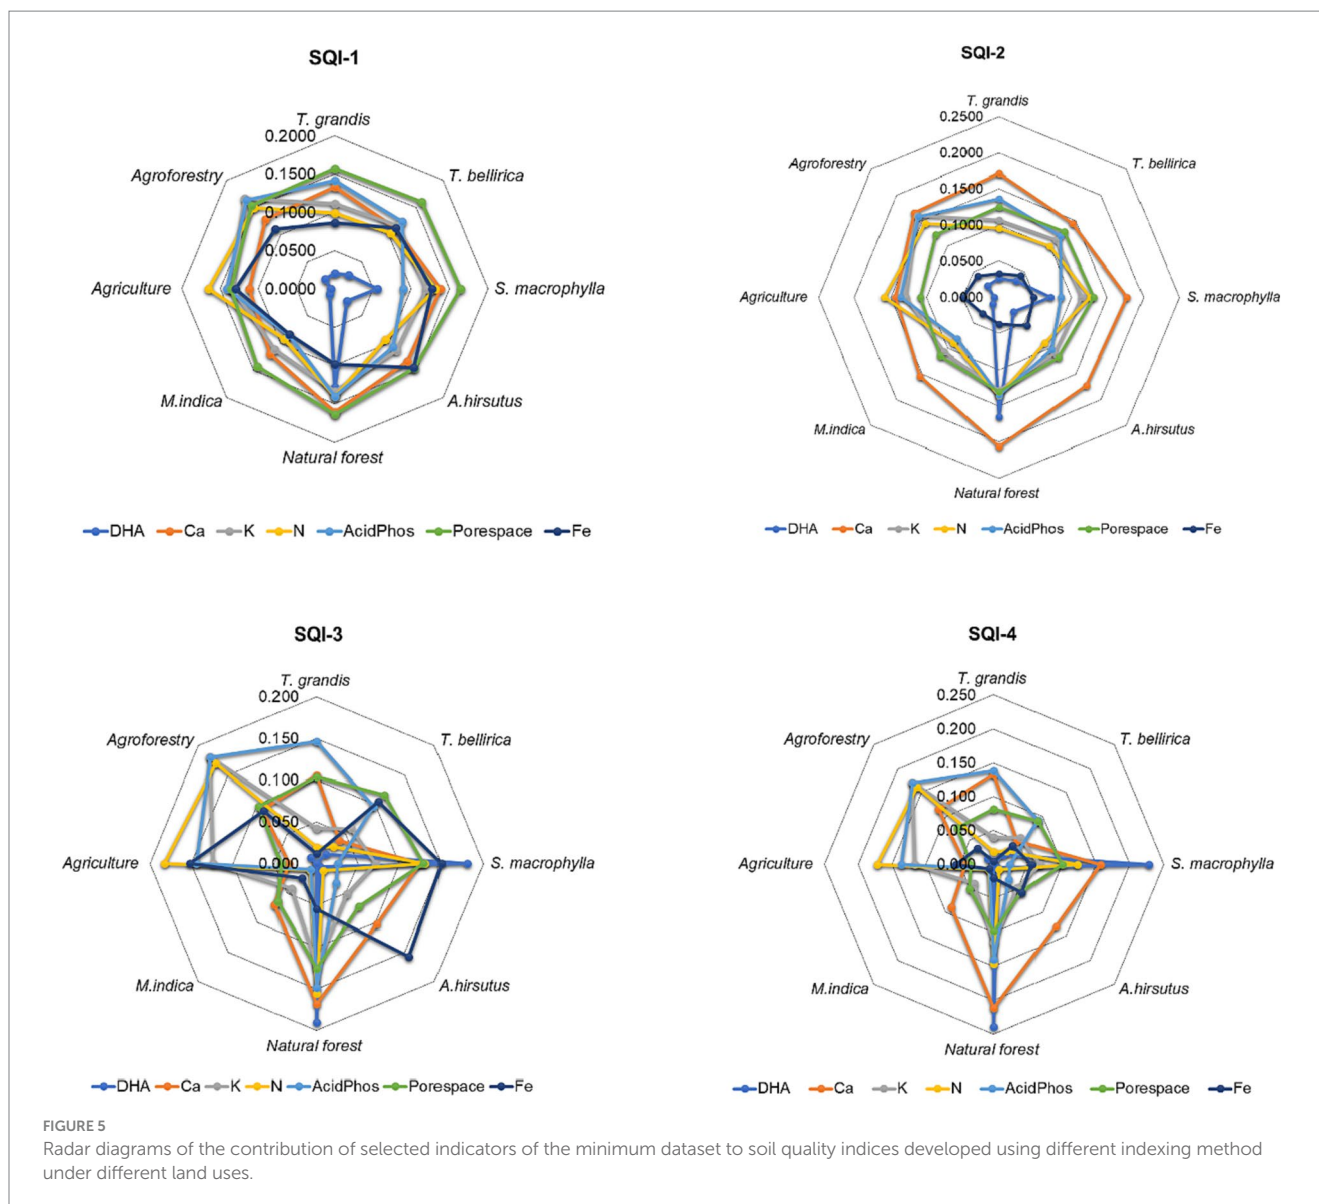 SQI-1
T. grandis
0.2000
0.1500
0.1000
0.0500
0.0000
T. bellirica
S. macrophylla
A.hirsutus
Natural forest
M.indica
Agriculture
Agroforestry
DHA Ca K N AcidPhos Porespace Fe
SQI-2
T. grandis
0.2500
0.2000
0.1500
0.1000
0.0500
0.0000
T. bellirica
S. macrophylla
A.hirsutus
Natural forest
M.indica
Agriculture
Agroforestry
DHA Ca K N AcidPhos Porespace Fe
SQI-3
T. grandis
0.200
0.150
0.100
0.050
0.000
T. bellirica
S. macrophylla
A.hirsutus
Natural forest
M.indica
Agriculture
Agroforestry
DHA Ca K N AcidPhos Porespace Fe
SQI-4
T. grandis
0.250
0.200
0.150
0.100
0.050
0.000
T. bellirica
S. macrophylla
A.hirsutus
Natural forest
M.indica
Agriculture
Agroforestry
DHA Ca K N AcidPhos Porespace Fe
FIGURE 5
Radar diagrams of the contribution of selected indicators of the minimum dataset to soil quality indices developed using different indexing method
under different land uses.